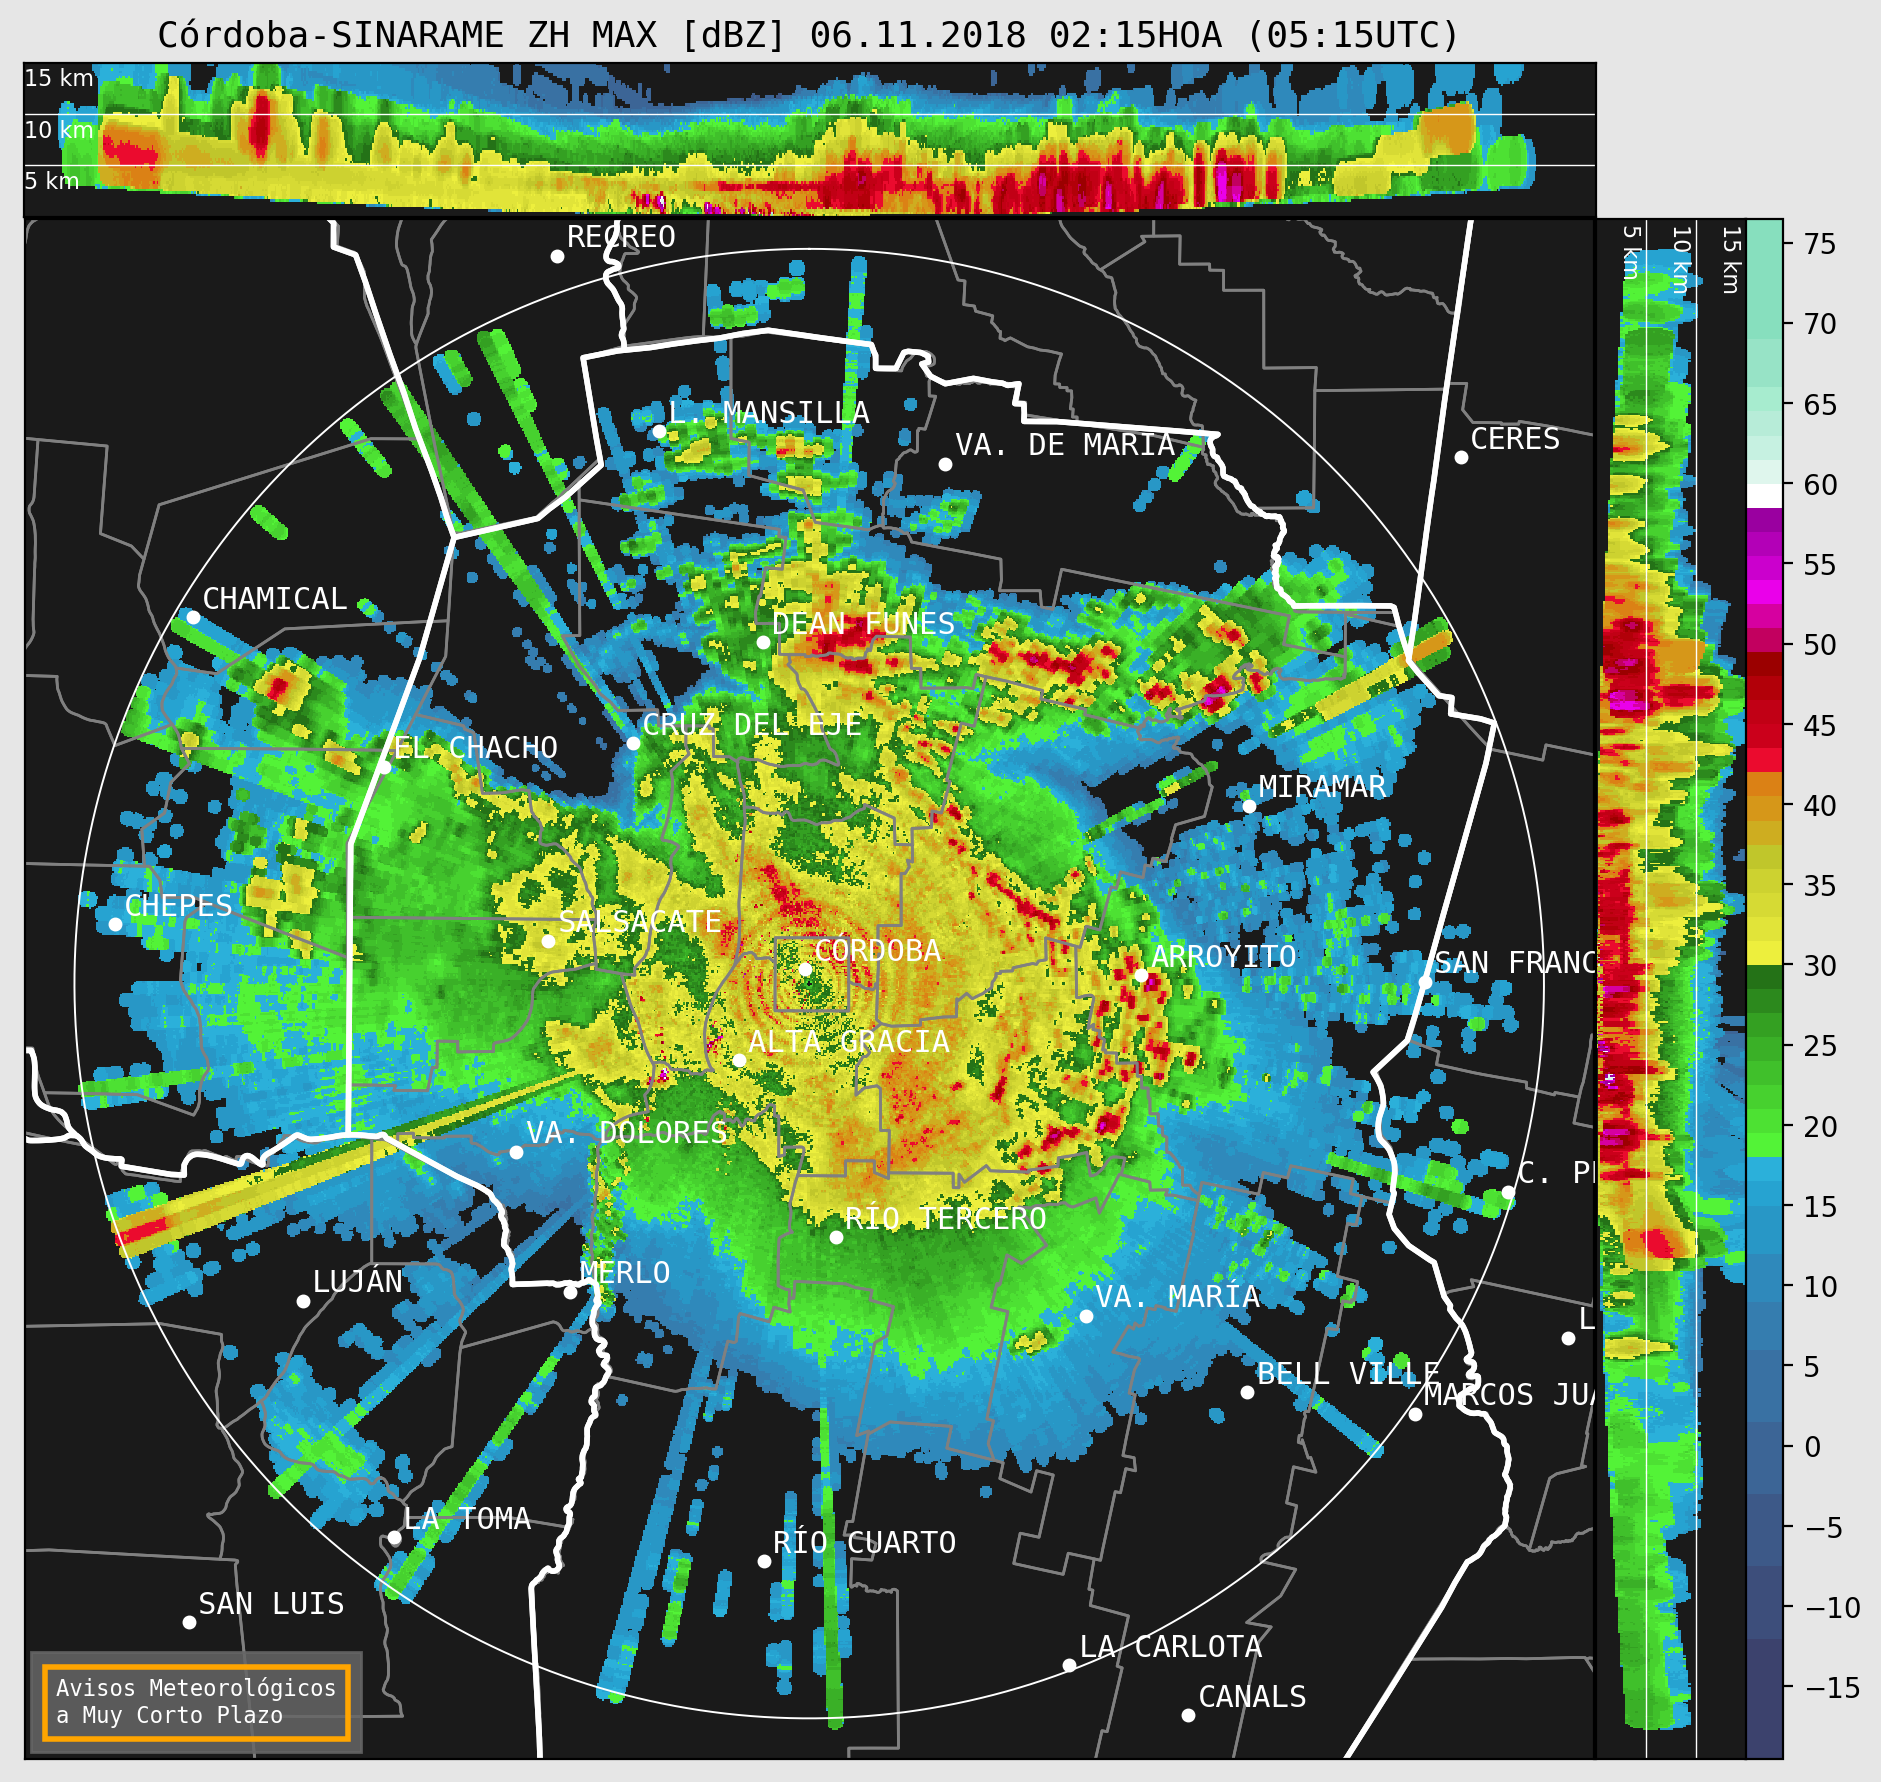 Córdoba-SINARAME ZH MAX [dBZ] 06.11.2018 02:15HOA (05:15UTC)
15 km
10 km
5 km
5 km
10 km
15 km
RECREO
L. MANSILLA
VA. DE MARIA
CERES
CHAMICAL
DEAN FUNES
CRUZ DEL EJE
EL CHACHO
MIRAMAR
CHEPES
SALSACATE
CÓRDOBA
ARROYITO
SAN FRANC
ALTA GRACIA
VA. DOLORES
C. PE
RÍO TERCERO
LUJÁN
MERLO
VA. MARÍA
L
BELL VILLE
MARCOS JUA
LA TOMA
RÍO CUARTO
SAN LUIS
LA CARLOTA
CANALS
Avisos Meteorológicos
a Muy Corto Plazo
75
70
65
60
55
50
45
40
35
30
25
20
15
10
5
0
−5
−10
−15